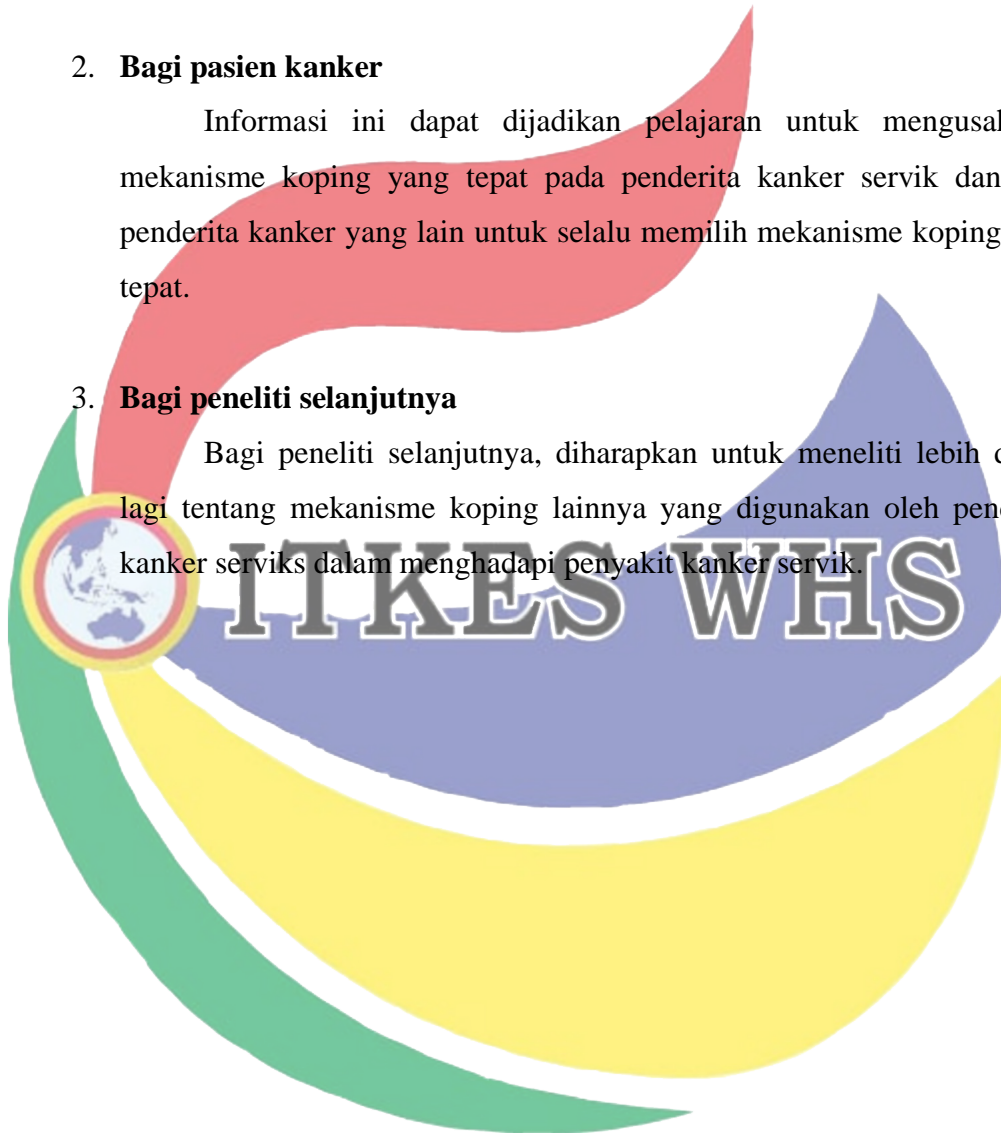 2. Bagi pasien kanker
Informasi ini dapat dijadikan pelajaran untuk
mekanisme koping yang tepat pada penderita kanker servik dan
penderita kanker yang lain untuk selalu memilih mekanisme koping
tepat.
3. Bagi peneliti selanjutnya
Bagi peneliti selanjutnya, diharapkan untuk meneliti lebih
lagi tentang mekanisme koping lainnya yang digunakan oleh
kanker serviks dalam menghadapi penyakit kanker servik.
ITKES WHS